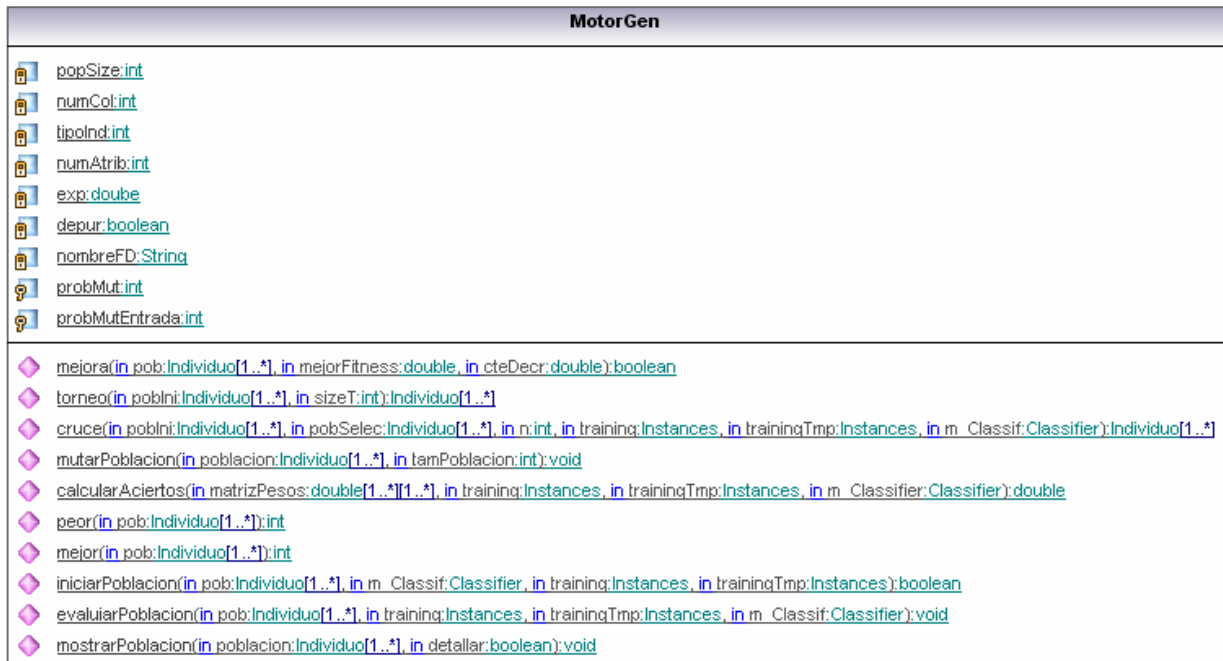 MotorGen
popSize:int
numCol:int
tipoInd:int
numAtrib:int
exp:doube
depur:boolean
nombreFD:String
probMut:int
probMutEntrada:int
mejora(in pob:Individuo[1..*], in mejorFitness:double, in cteDecr:double):boolean
torneo(in pobIni:Individuo[1..*], in sizeT:int):Individuo[1..*]
cruce(in pobIni:Individuo[1..*], in pobSelec:Individuo[1..*], in n:int, in training:Instances, in trainingTmp:Instances, in m_Classif:Classifier):Individuo[1..*]
mutarPoblacion(in poblacion:Individuo[1..*], in tamPoblacion:int):void
calcularAciertos(in matrizPesos:double[1..*][1..*], in training:Instances, in trainingTmp:Instances, in m_Classifier:Classifier):double
peor(in pob:Individuo[1..*]):int
mejor(in pob:Individuo[1..*]):int
iniciarPoblacion(in pob:Individuo[1..*], in m_Classif:Classifier, in training:Instances, in trainingTmp:Instances):boolean
evaluiarPoblacion(in pob:Individuo[1..*], in training:Instances, in trainingTmp:Instances, in m_Classif:Classifier):void
mostrarPoblacion(in poblacion:Individuo[1..*], in detallar:boolean):void